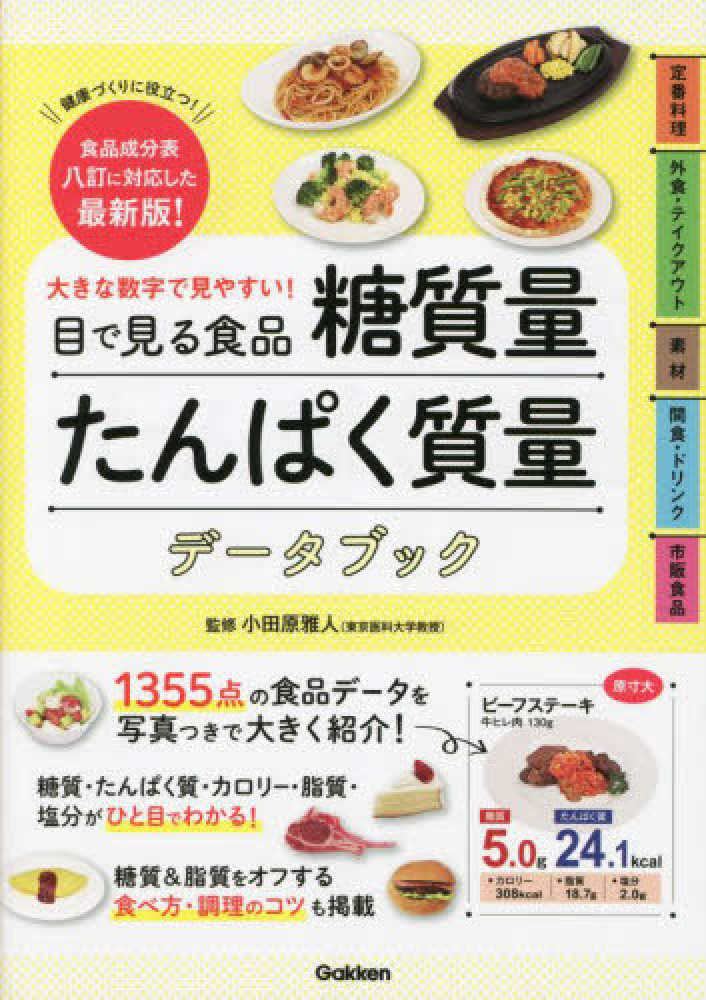 健康づくりに役立つ!
食品成分表
八訂に対応した
最新版!
大きな数字で見やすい!
目で見る食品 糖質量
たんぱく質量
データブック
監修 小田原雅人(東京医科大学教授)
定番料理
外食・テイクアウト
素材
間食・ドリンク
市販食品
1355点の食品データを
写真つきで大きく紹介!
糖質・たんぱく質・カロリー・脂質・
塩分がひと目でわかる!
糖質&脂質をオフする
食べ方・調理のコツも掲載
原寸大
ビーフステーキ
牛ヒレ肉 130g
糖質 たんぱく質
5.0g 24.1kcal
・カロリー ・脂質 ・塩分
308kcal 18.7g 2.0g
Gakken